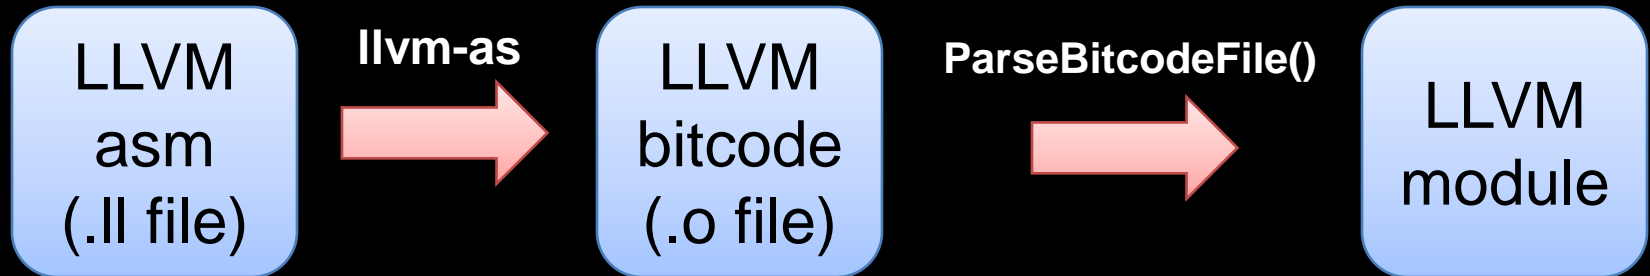 LLVM
asm
(.ll file)
llvm-as
LLVM
bitcode
(.o file)
ParseBitcodeFile()
LLVM
module